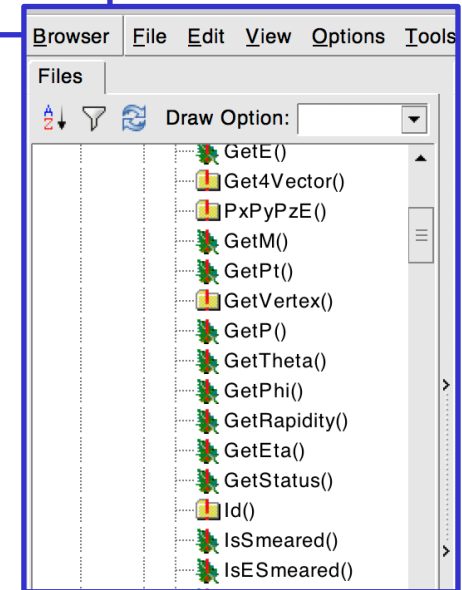 Browser File Edit View Options Tools
Files
Draw Option:
GetE()
Get4Vector()
PxPyPzE()
GetM()
GetPt()
GetVertex()
GetP()
GetTheta()
GetPhi()
GetRapidity()
GetEta()
GetStatus()
Id()
IsSmeared()
IsESmeared()